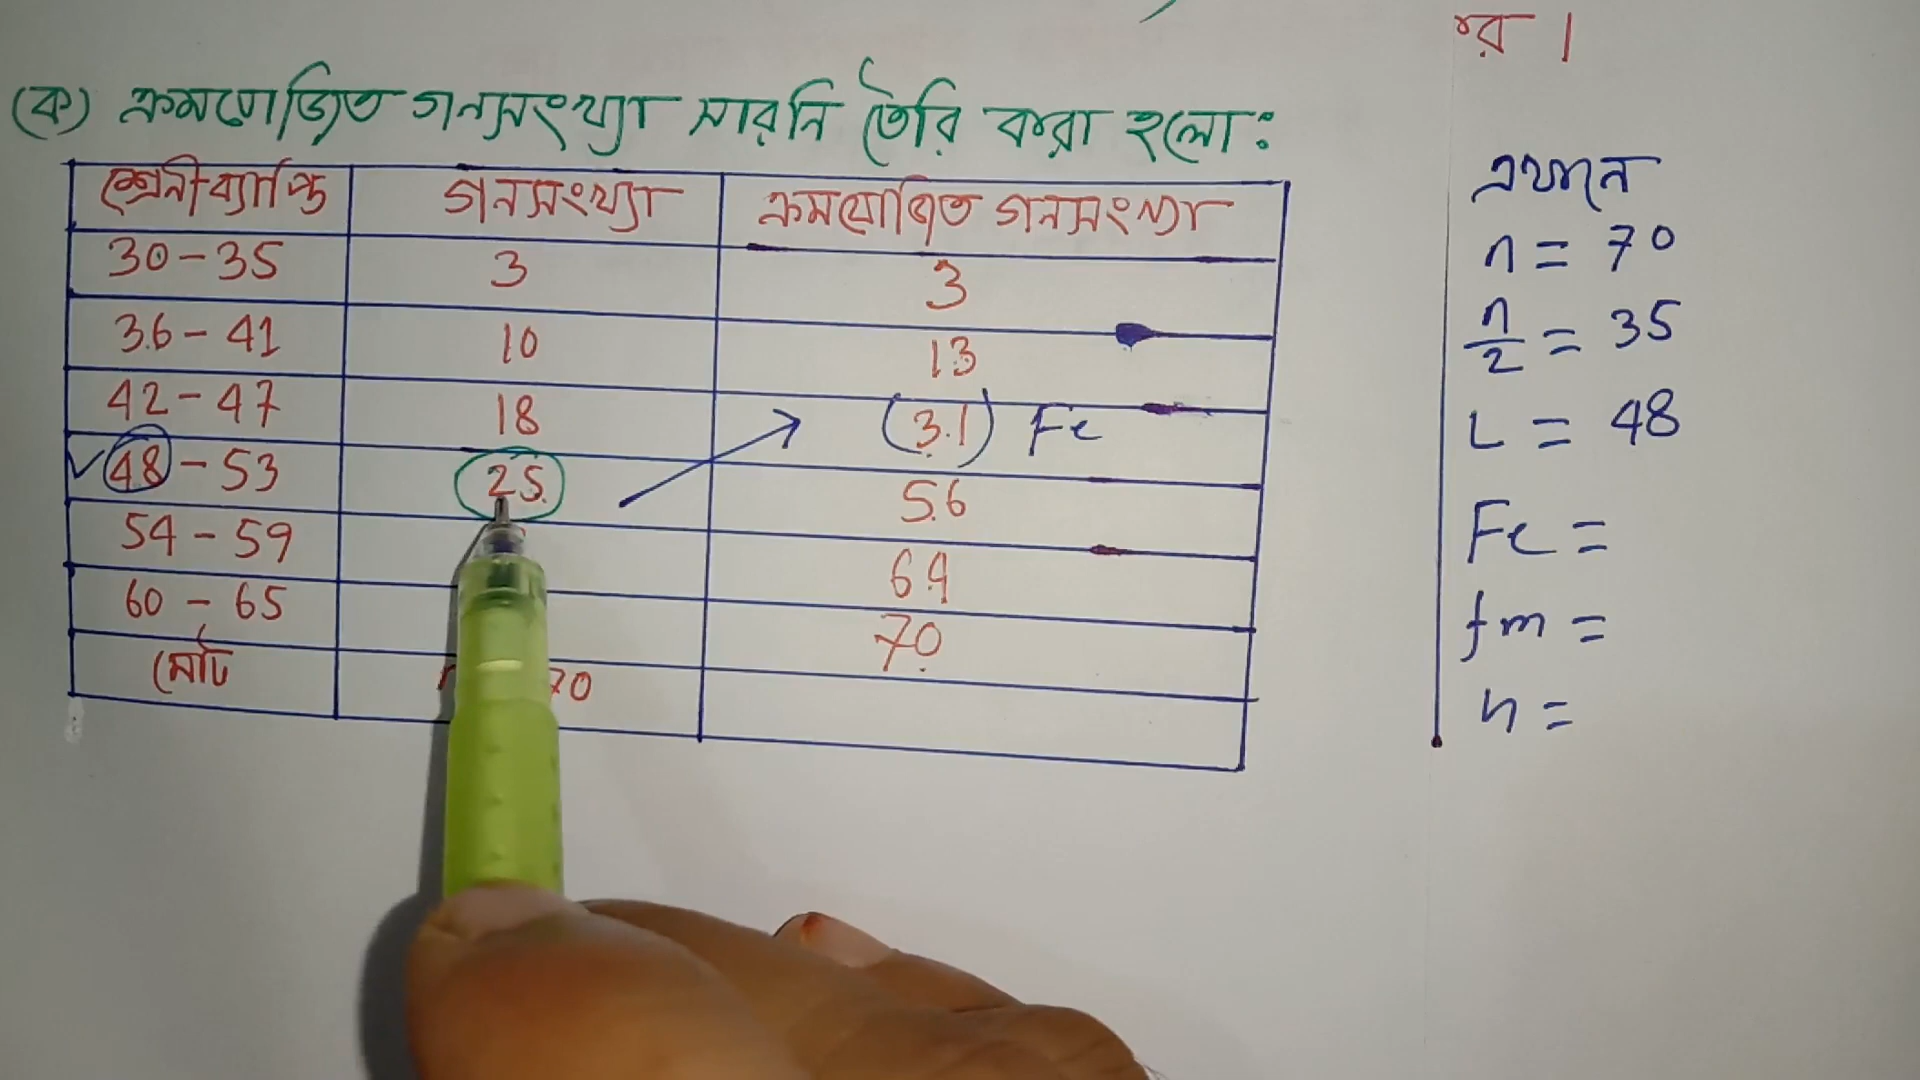 র ।
(ক) ক্রমযোজিত গনসংখ্যা সারনি তৈরি করা হলো:
শ্রেনীব্যাপ্তি গনসংখ্যা ক্রমযোজিত গনসংখ্যা
30-35 3 3
36-41 10 13
42-47 18 (31) Fc
48-53 25 56
54-59
60-65 70
মোট 70
এখানে
n = 70
n/2 = 35
L = 48
Fc =
fm =
h =